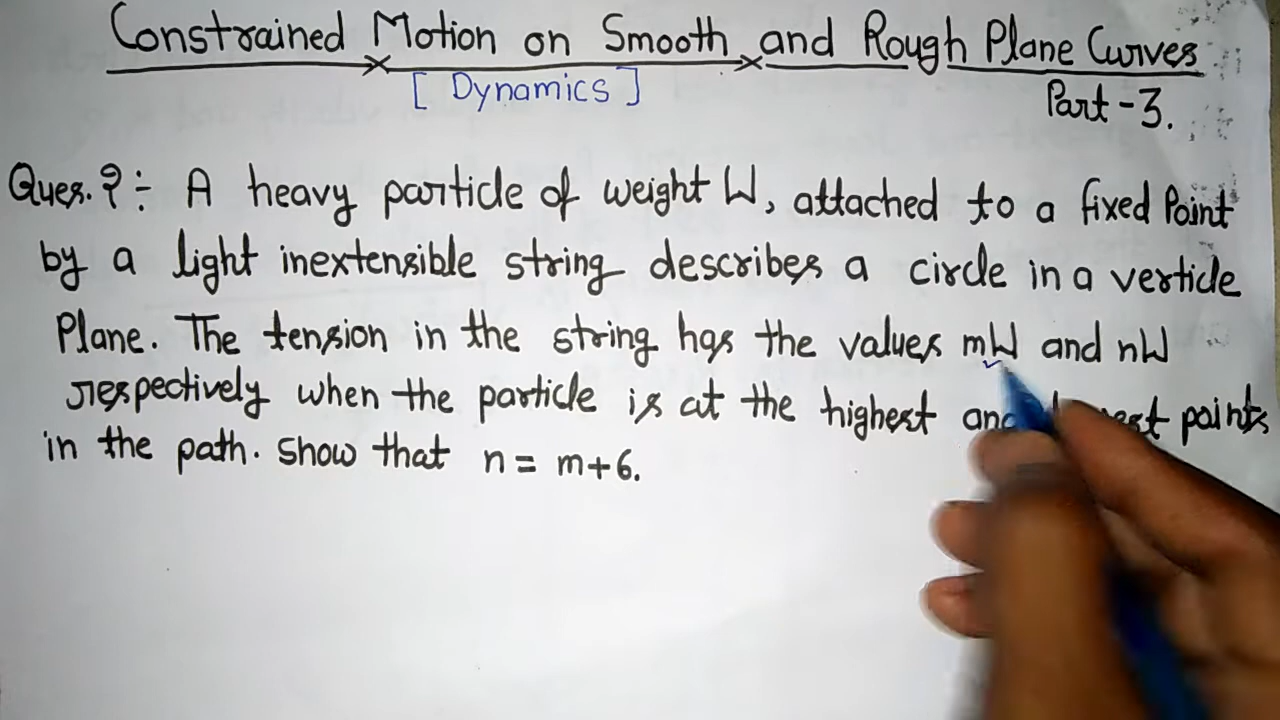 Constrained Motion on Smooth and Rough Plane Curves
[ Dynamics ]
Part-3.
Ques.?:- A heavy particle of weight W, attached to a fixed Point
by a light inextensible string describes a circle in a verticle
Plane. The tension in the string has the values mW and nW
respectively when the particle is at the highest and points
in the path. Show that n = m+6.